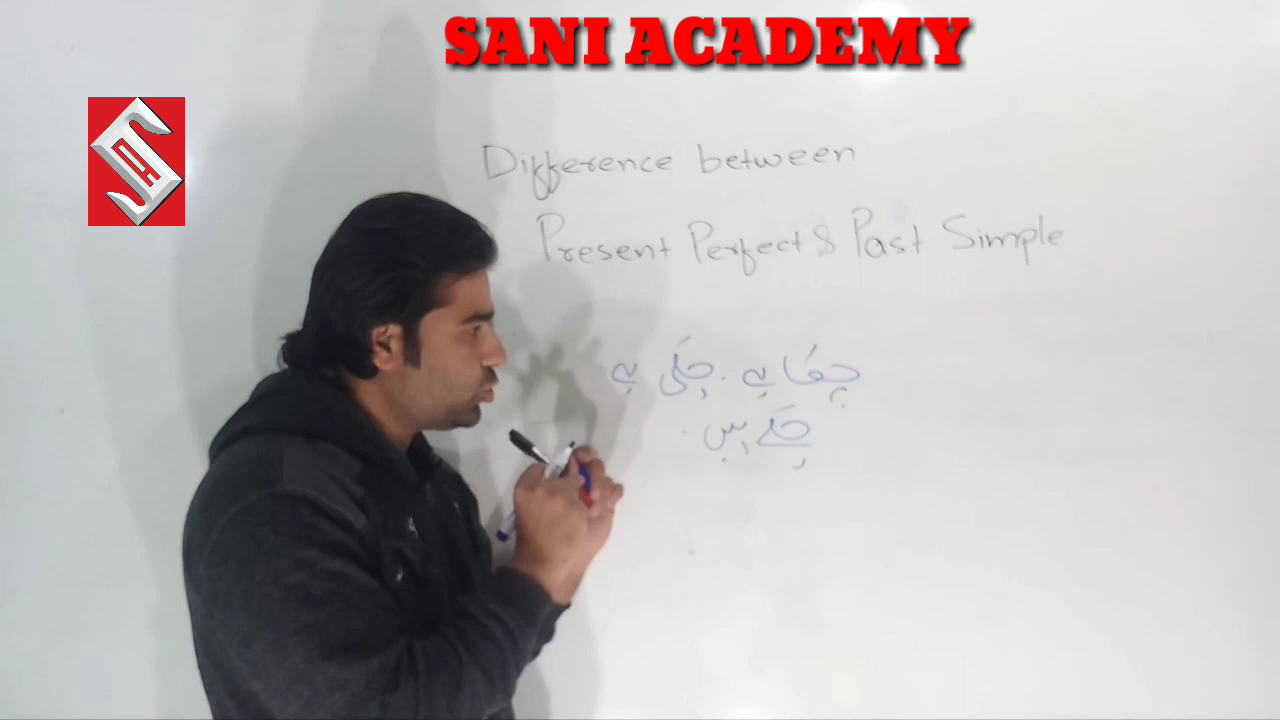 SANI ACADEMY
Difference between
Present Perfect & Past Simple
چکا ہے . چکی ہے
چکے ہیں .